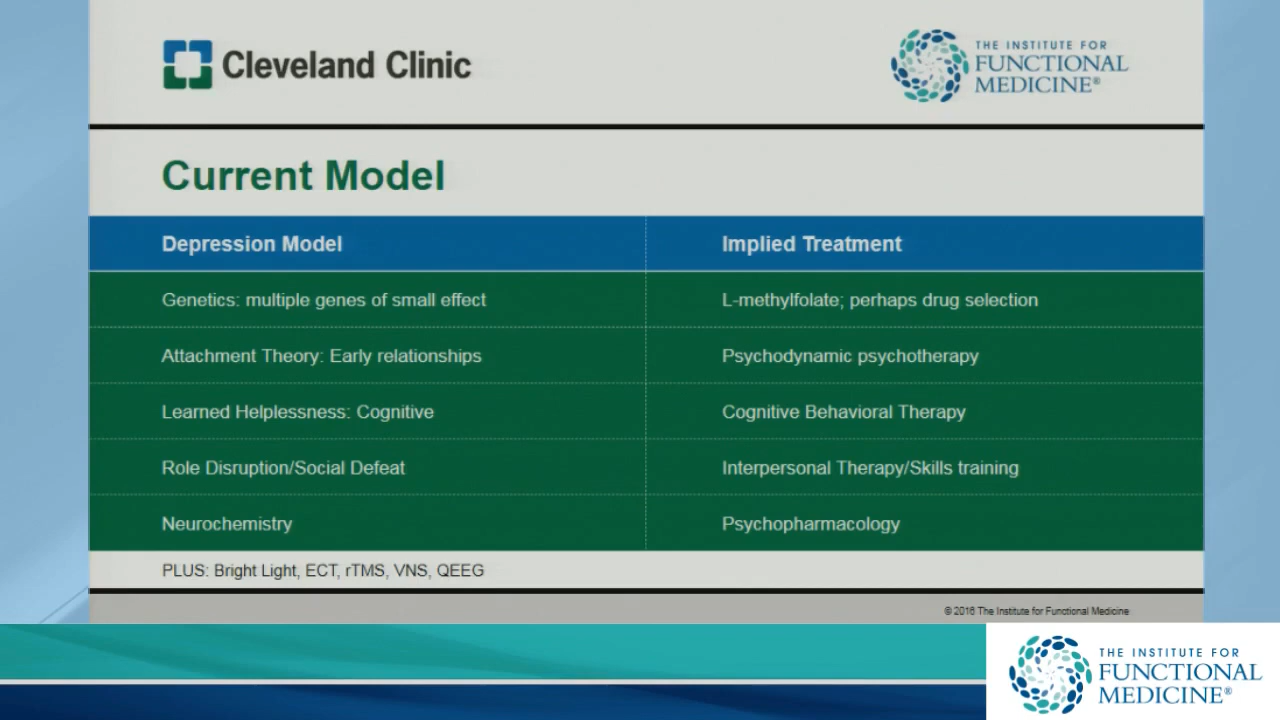 Cleveland Clinic
THE INSTITUTE FOR
FUNCTIONAL
MEDICINE®
Current Model
Depression Model
Implied Treatment
Genetics: multiple genes of small effect
L-methylfolate; perhaps drug selection
Attachment Theory: Early relationships
Psychodynamic psychotherapy
Learned Helplessness: Cognitive
Cognitive Behavioral Therapy
Role Disruption/Social Defeat
Interpersonal Therapy/Skills training
Neurochemistry
Psychopharmacology
PLUS: Bright Light, ECT, rTMS, VNS, QEEG
© 2016 The Institute for Functional Medicine
THE INSTITUTE FOR
FUNCTIONAL
MEDICINE®